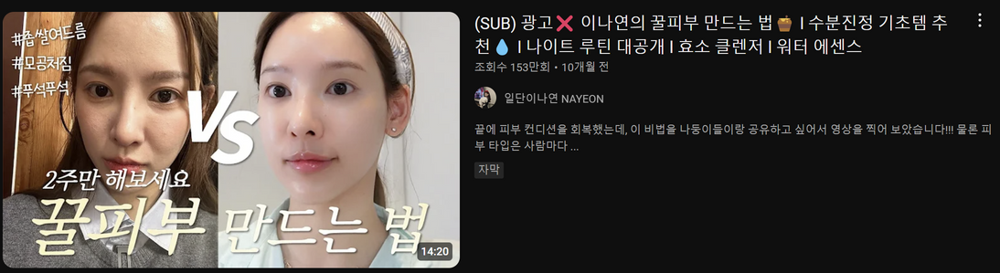 #좁쌀여드름
#모공처짐
#푸석푸석
VS
2주만 해보세요
꿀피부 만드는 법
14:20
(SUB) 광고❌ 이나연의 꿀피부 만드는 법🍯 I 수분진정 기초템 추
천💧 I 나이트 루틴 대공개 I 효소 클렌저 I 워터 에센스
조회수 153만회 • 10개월 전
일단이나연 NAYEON
끝에 피부 컨디션을 회복했는데, 이 비법을 나둥이들이랑 공유하고 싶어서 영상을 찍어 보았습니다!!! 물론 피
부 타입은 사람마다 ...
자막